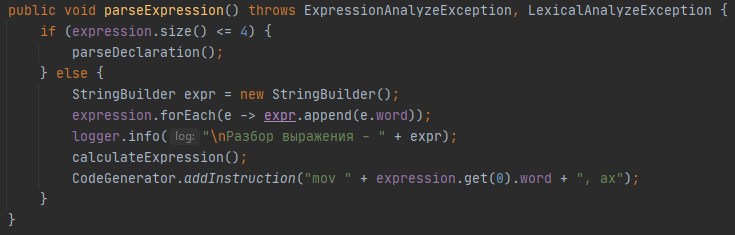 public void parseExpression() throws ExpressionAnalyzeException, LexicalAnalyzeException {
    if (expression.size() <= 4) {
        parseDeclaration();
    } else {
        StringBuilder expr = new StringBuilder();
        expression.forEach(e -> expr.append(e.word));
        logger.info( log: "\nРазбор выражения - " + expr);
        calculateExpression();
        CodeGenerator.addInstruction("mov " + expression.get(0).word + ", ax");
    }
}